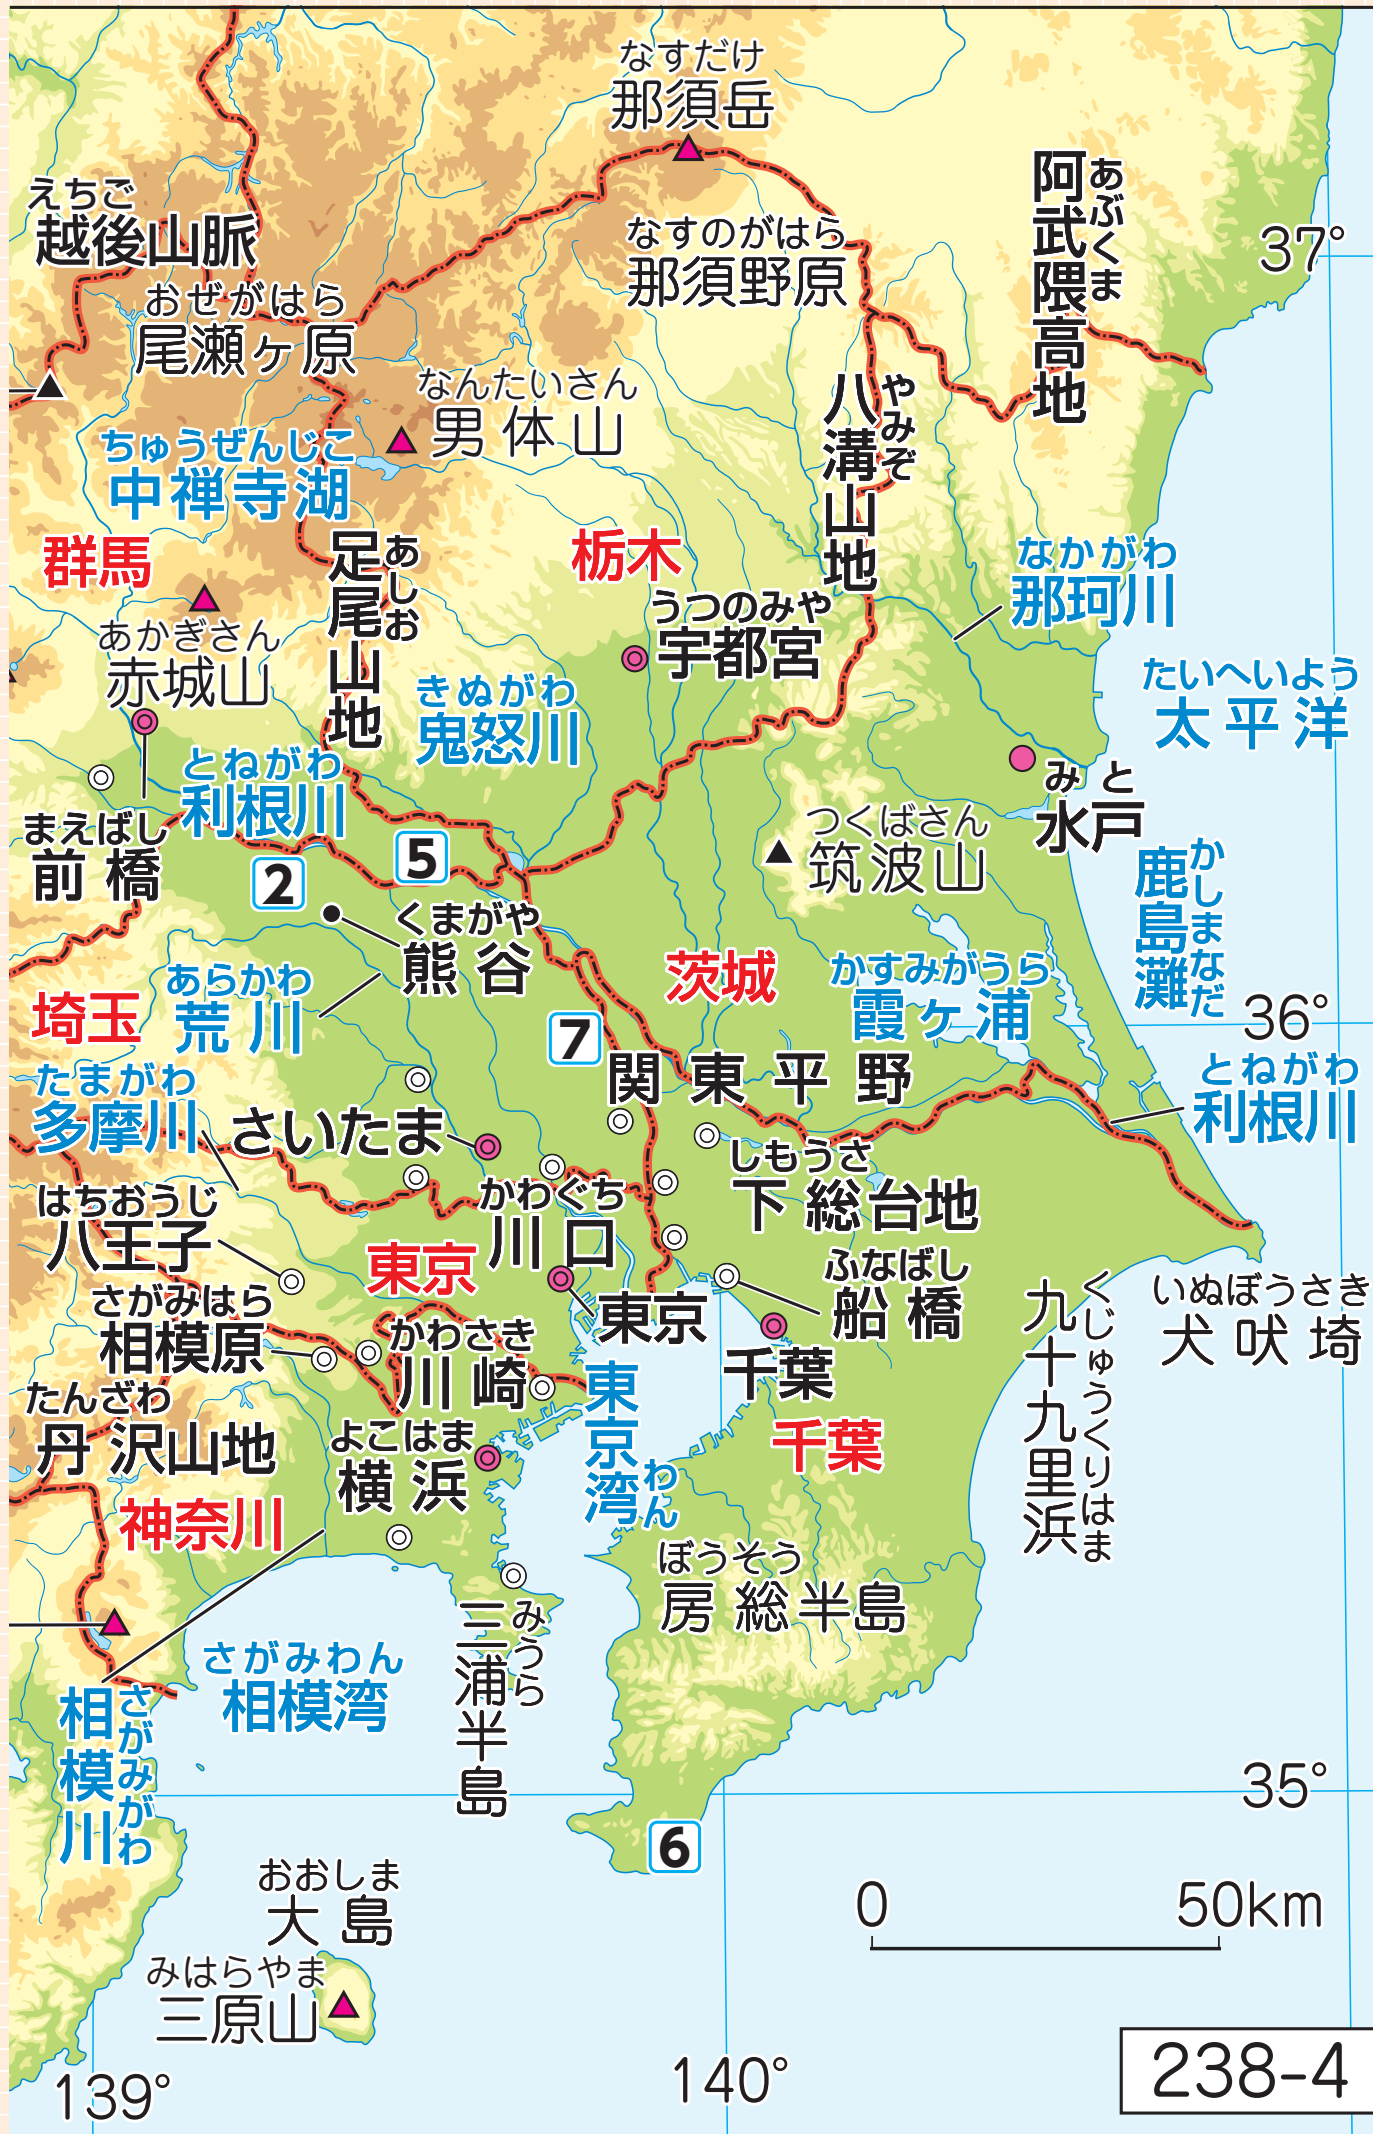 なすだけ
那須岳
あぶくま
阿武隈高地
えちご
越後山脈
なすのがはら
那須野原
37°
おぜがはら
尾瀬ヶ原
なんたいさん
男体山
やみぞ
八溝山地
ちゅうぜんじこ
中禅寺湖
群馬
あしお
足尾山地
栃木
なかがわ
那珂川
うつのみや
宇都宮
あかぎさん
赤城山
きぬがわ
鬼怒川
たいへいよう
太平洋
とねがわ
利根川
みと
水戸
まえばし
前橋
つくばさん
筑波山
5
2
かしまなだ
鹿島灘
くまがや
熊谷
茨城
かすみがうら
霞ヶ浦
あらかわ
荒川
埼玉
36°
7
関東平野
たまがわ
多摩川
とねがわ
利根川
さいたま
しもうさ
下総台地
はちおうじ
八王子
かわぐち
川口
東京
ふなばし
船橋
くじゅうくりはま
九十九里浜
いぬぼうさき
犬吠埼
さがみはら
相模原
東京
かわさき
川崎
千葉
たんざわ
丹沢山地
よこはま
横浜
わん
東京湾
千葉
神奈川
ぼうそう
房総半島
みうら
三浦半島
さがみわん
相模湾
さがみがわ
相模川
35°
6
おおしま
大島
0 50km
みはらやま
三原山
139°
140°
238-4